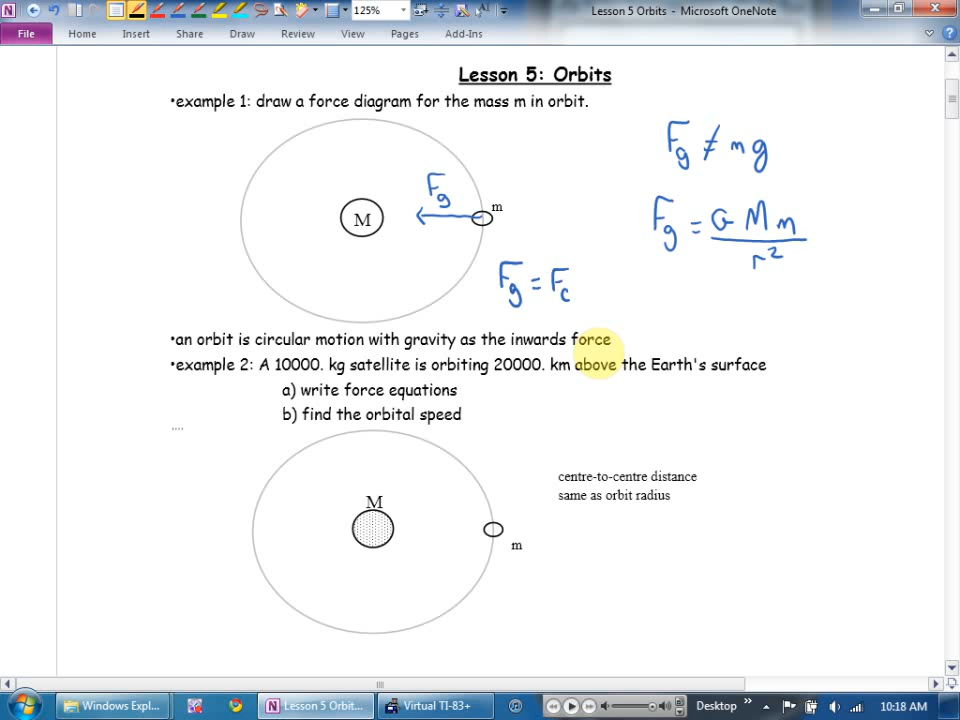 125%
Lesson 5 Orbits - Microsoft OneNote
File Home Insert Share Draw Review View Pages Add-Ins
Lesson 5: Orbits
•example 1: draw a force diagram for the mass m in orbit.
Fg ≠ mg
Fg
m
M
Fg = G M m
r²
Fg = Fc
•an orbit is circular motion with gravity as the inwards force
•example 2: A 10000. kg satellite is orbiting 20000. km above the Earth's surface
a) write force equations
b) find the orbital speed
centre-to-centre distance
same as orbit radius
M
m
Windows Expl... Lesson 5 Orbit... Virtual TI-83+ Desktop » 10:18 AM